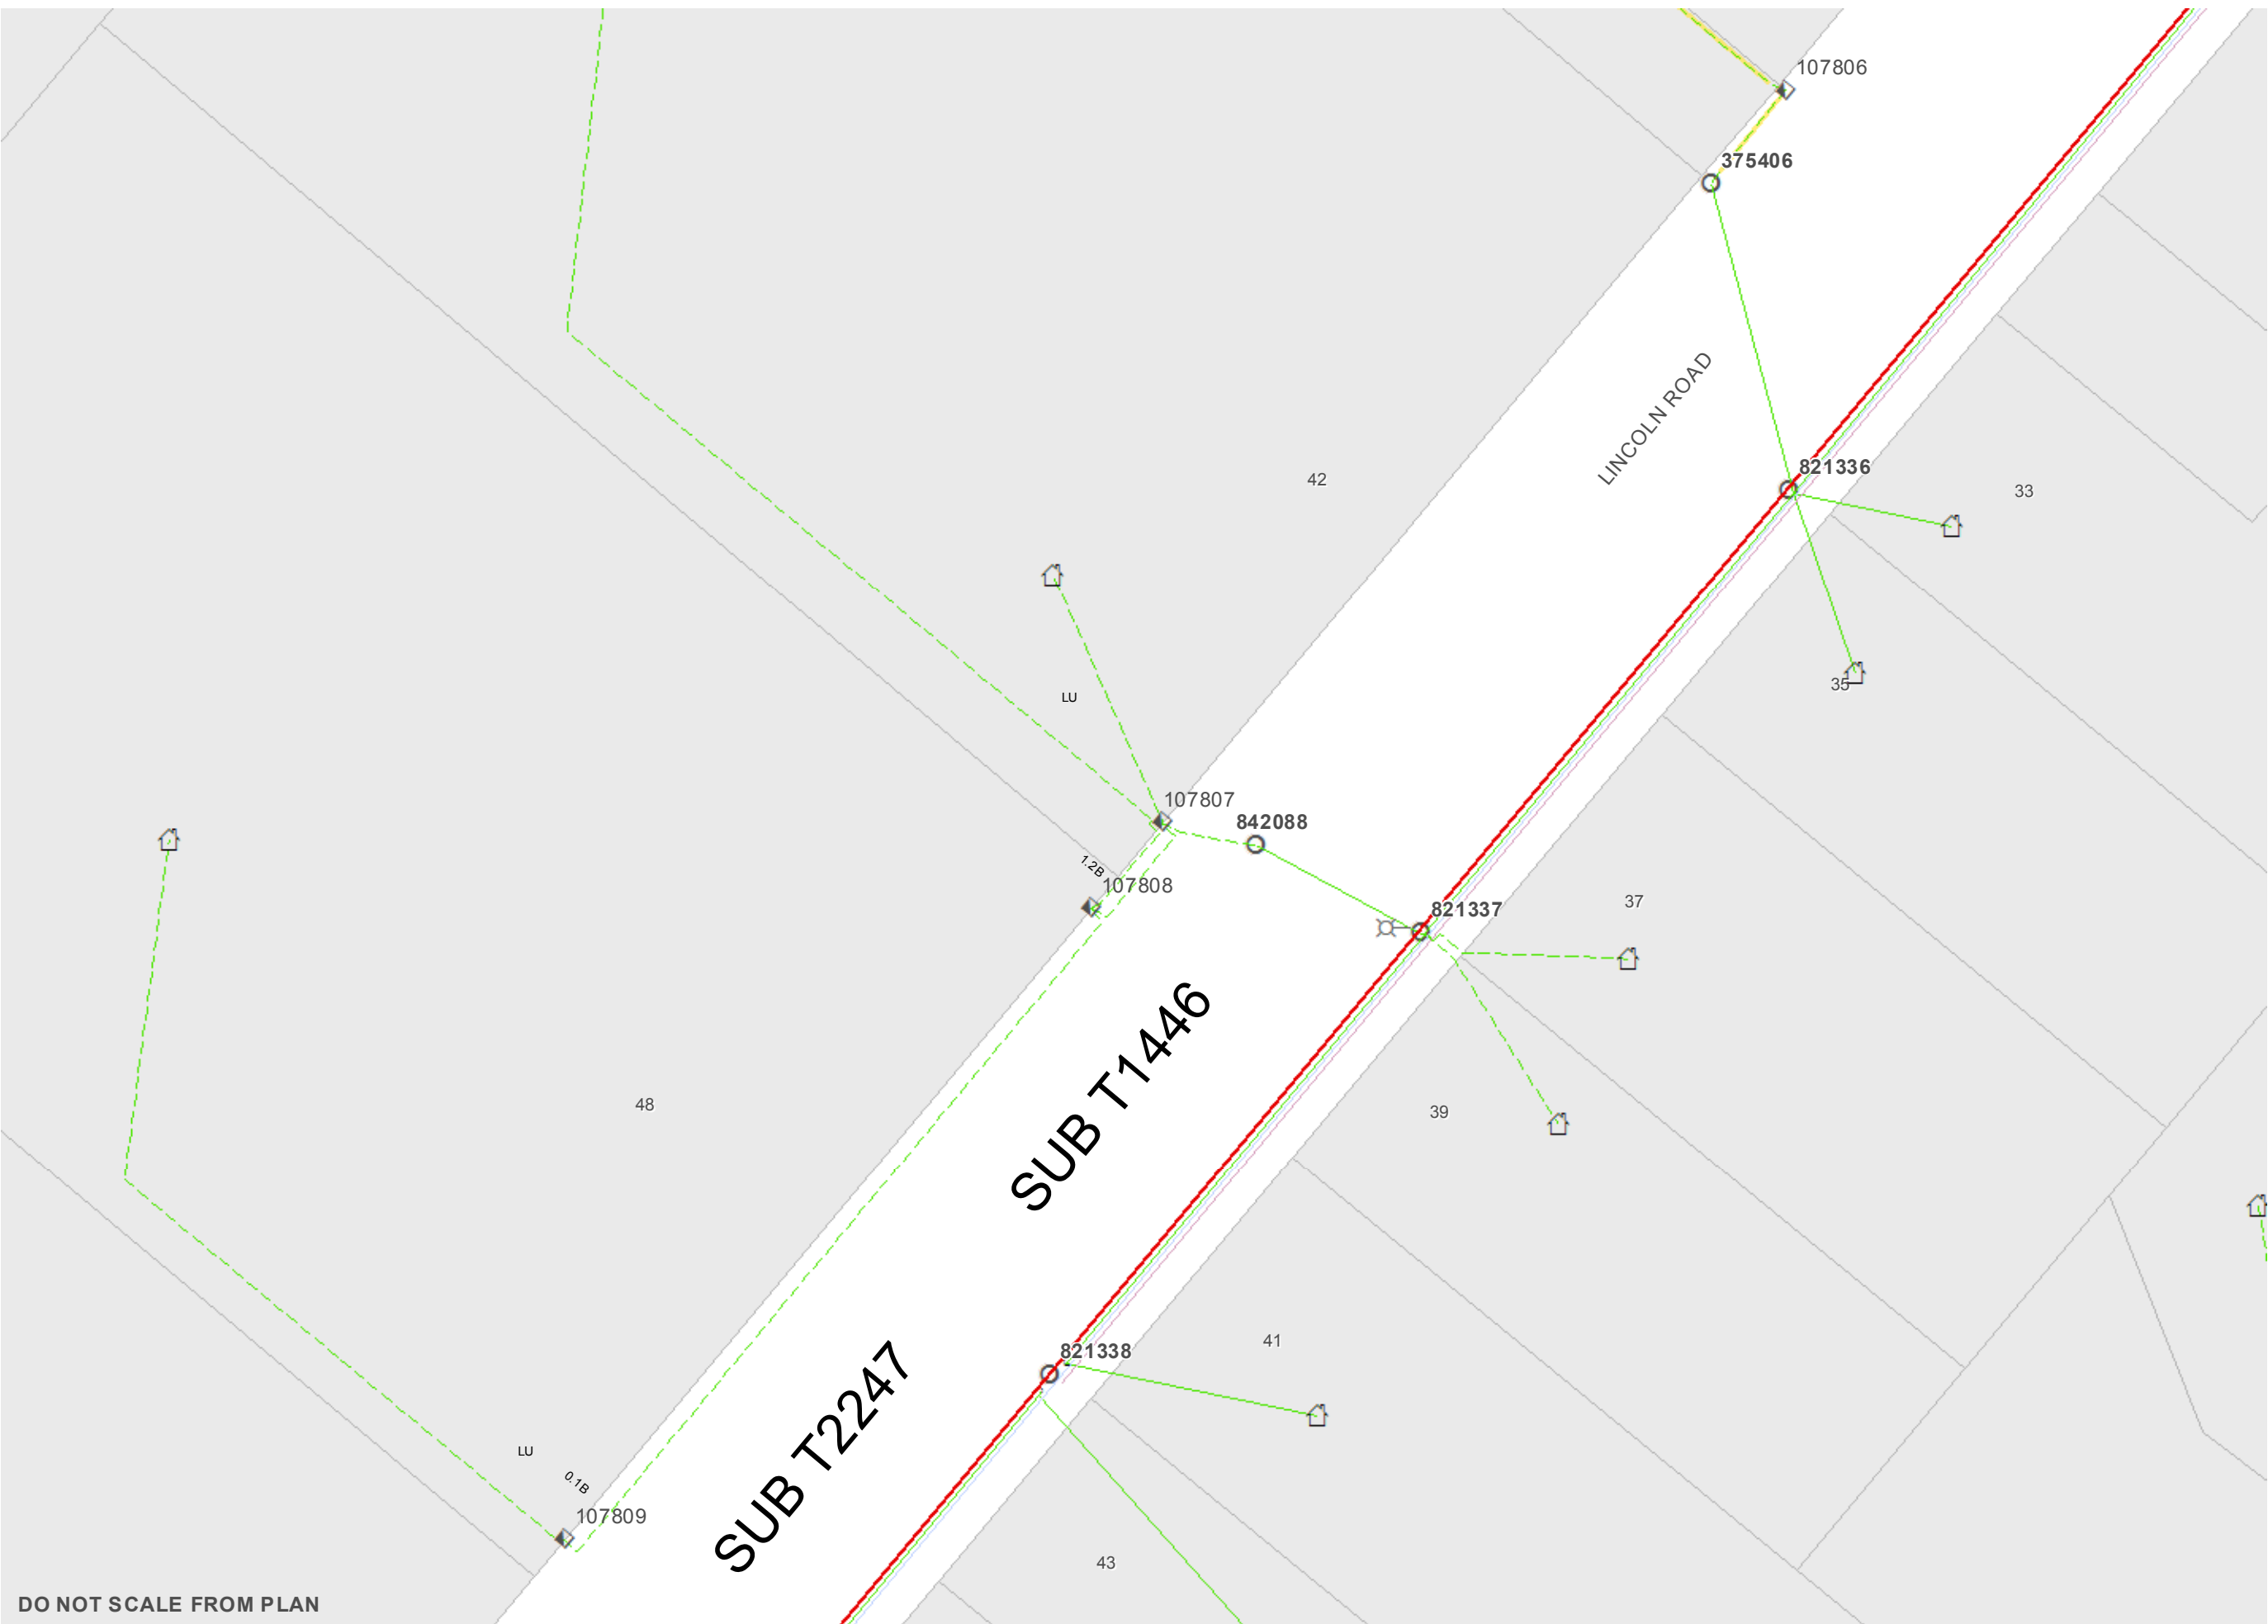 107806
375406
LINCOLN ROAD
821336
42
33
35
LU
107807
842088
1.2B
107808
37
821337
SUB T1446
48
39
41
821338
SUB T2247
LU
0.1B
107809
43
DO NOT SCALE FROM PLAN